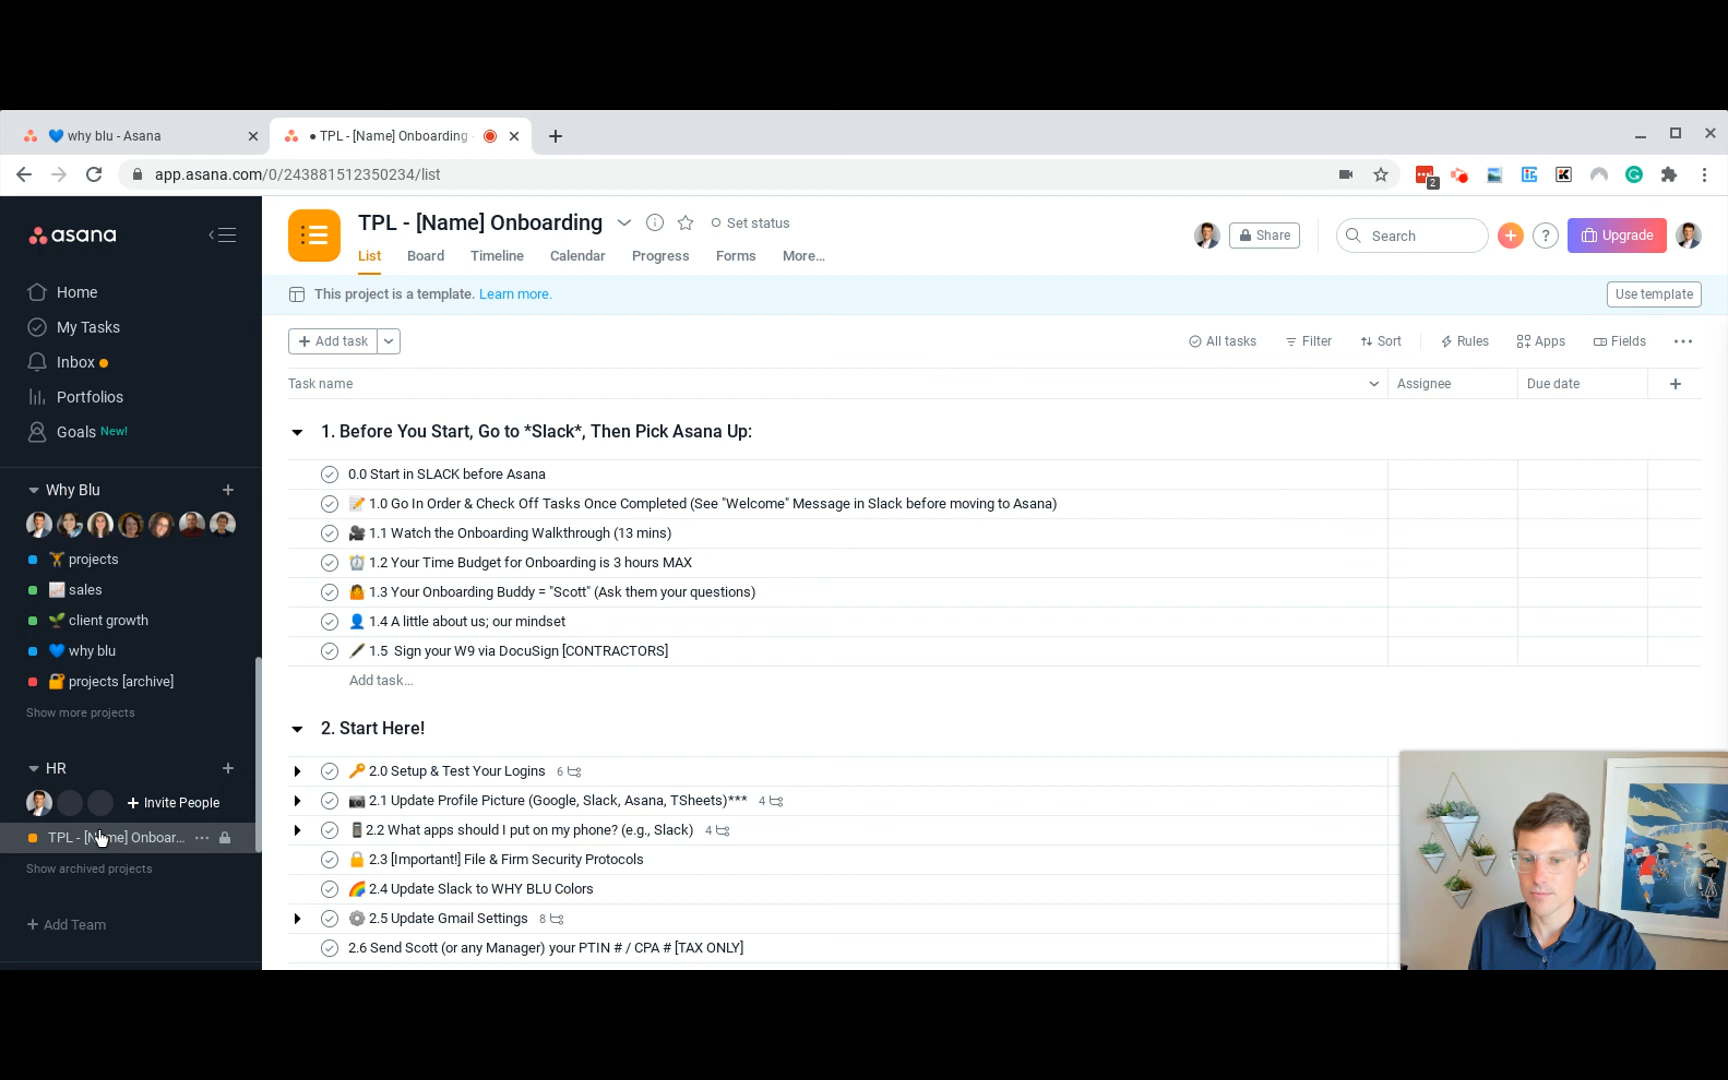 why blu - Asana
• TPL - [Name] Onboarding -
app.asana.com/0/243881512350234/list
2
asana
Home
My Tasks
Inbox
Portfolios
Goals New!
Why Blu
projects
sales
client growth
why blu
projects [archive]
Show more projects
HR
Invite People
TPL - [Name] Onboar...
Show archived projects
+ Add Team
TPL - [Name] Onboarding
Set status
List Board Timeline Calendar Progress Forms More...
Share
Search
?
Upgrade
This project is a template. Learn more.
Use template
+ Add task
All tasks Filter Sort Rules Apps Fields
Task name Assignee Due date
1. Before You Start, Go to *Slack*, Then Pick Asana Up:
0.0 Start in SLACK before Asana
1.0 Go In Order & Check Off Tasks Once Completed (See "Welcome" Message in Slack before moving to Asana)
1.1 Watch the Onboarding Walkthrough (13 mins)
1.2 Your Time Budget for Onboarding is 3 hours MAX
1.3 Your Onboarding Buddy = "Scott" (Ask them your questions)
1.4 A little about us; our mindset
1.5 Sign your W9 via DocuSign [CONTRACTORS]
Add task...
2. Start Here!
2.0 Setup & Test Your Logins 6
2.1 Update Profile Picture (Google, Slack, Asana, TSheets)*** 4
2.2 What apps should I put on my phone? (e.g., Slack) 4
2.3 [Important!] File & Firm Security Protocols
2.4 Update Slack to WHY BLU Colors
2.5 Update Gmail Settings 8
2.6 Send Scott (or any Manager) your PTIN # / CPA # [TAX ONLY]